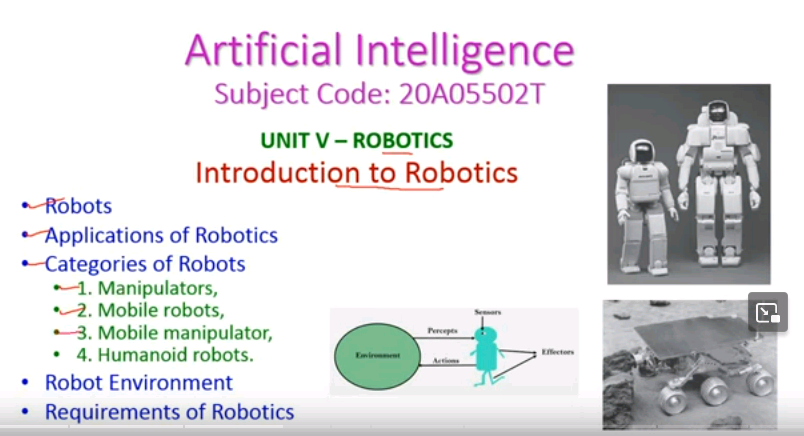 Artificial Intelligence
Subject Code: 20A05502T
UNIT V – ROBOTICS
Introduction to Robotics
• Robots
• Applications of Robotics
• Categories of Robots
• 1. Manipulators,
• 2. Mobile robots,
• 3. Mobile manipulator,
• 4. Humanoid robots.
• Robot Environment
• Requirements of Robotics
Sensors
Percepts
Environment
Effectors
Actions